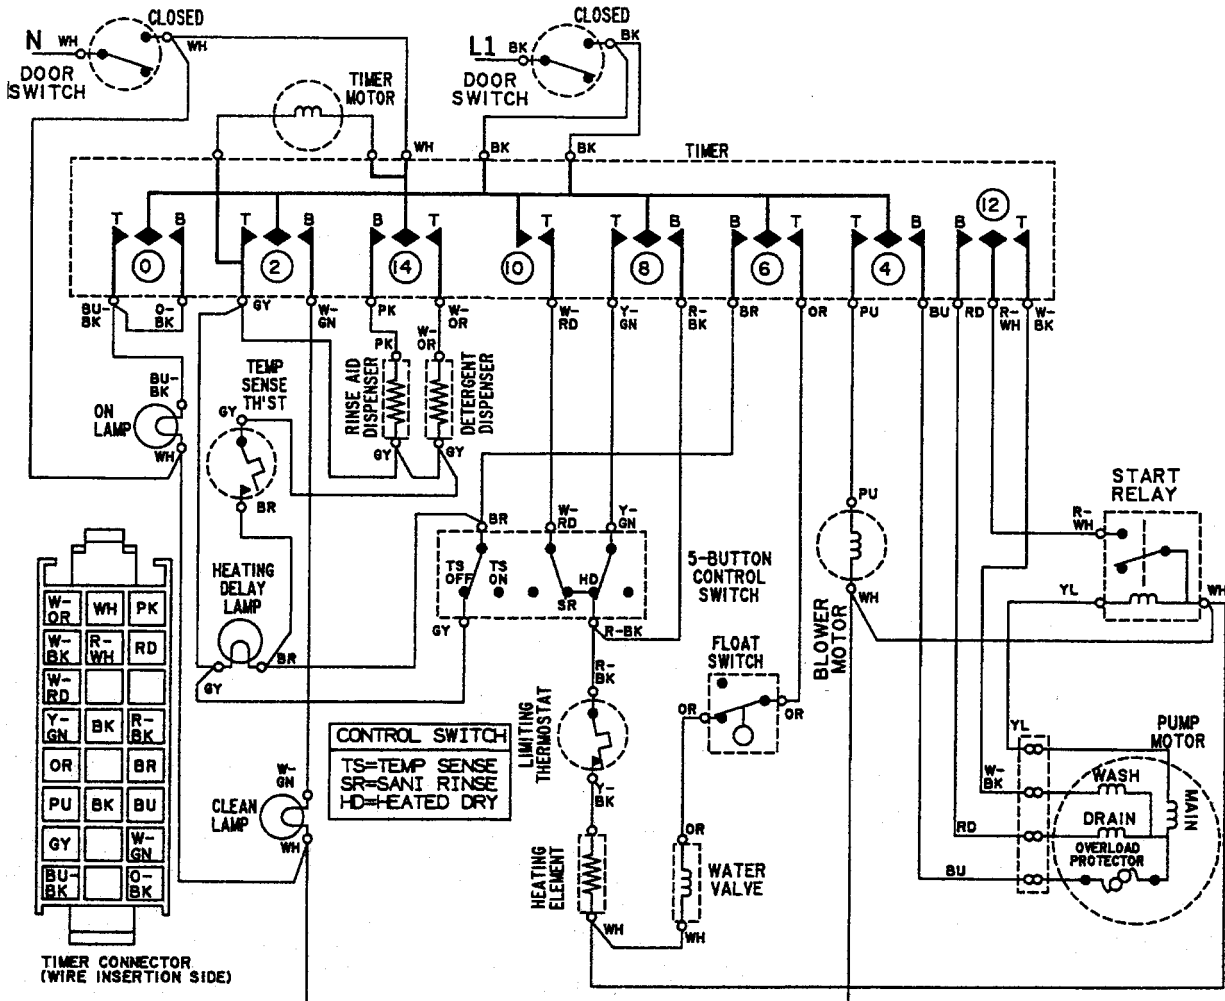 CLOSED
N
WH
WH
DOOR
SWITCH
TIMER
MOTOR
CLOSED
BK
L1
BK
DOOR
SWITCH
WH
BK
BK
TIMER
T B
0
T B
2
B T
14
T
10
T B
8
B T
6
T B
4
B T
12
BU-
BK
O-
BK
GY
W-
GN
PK
W-
OR
W-
RD
Y-
GN
R-
BK
BR
OR
PU
BU
RD
R-
WH
W-
BK
PK
W-
OR
RINSE AID
DISPENSER
DETERGENT
DISPENSER
GY
GY
BU-
BK
ON
LAMP
WH
TEMP
SENSE
TH'ST
GY
BR
HEATING
DELAY
LAMP
BR
GY
BR
W-
RD
Y-
GN
TS
OFF
TS
ON
HD
SR
GY
R-BK
5-BUTTON
CONTROL
SWITCH
PU
BLOWER
MOTOR
WH
START
RELAY
R-
WH
YL
WH
FLOAT
SWITCH
OR
OR
R-
BK
LIMITING
THERMOSTAT
Y-
BK
HEATING
ELEMENT
WH
OR
WATER
VALVE
WH
CONTROL SWITCH
TS=TEMP SENSE
SR=SANI RINSE
HD=HEATED DRY
W-
GN
CLEAN
LAMP
WH
YL
W-
BK
RD
BU
PUMP
MOTOR
WASH
MAIN
DRAIN
OVERLOAD
PROTECTOR
W-
OR
WH
PK
W-
BK
R-
WH
RD
W-
RD
Y-
GN
BK
R-
BK
OR
BR
PU
BK
BU
GY
W-
GN
BU-
BK
O-
BK
TIMER CONNECTOR
(WIRE INSERTION SIDE)